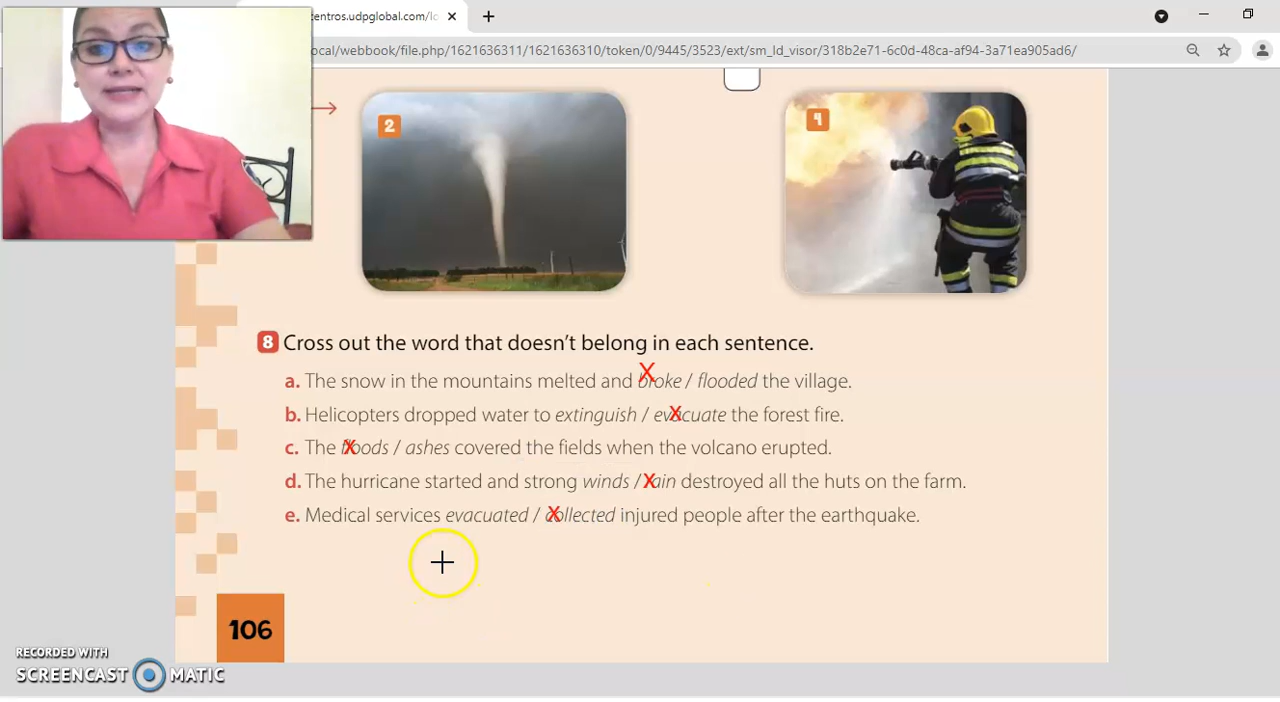 entros.udpglobal.com/lo
ocal/webbook/file.php/1621636311/1621636310/token/0/9445/3523/ext/sm_ld_visor/318b2e71-6c0d-48ca-af94-3a71ea905ad6/
2
4
8 Cross out the word that doesn't belong in each sentence.
a. The snow in the mountains melted and broke / flooded the village.
b. Helicopters dropped water to extinguish / evacuate the forest fire.
c. The floods / ashes covered the fields when the volcano erupted.
d. The hurricane started and strong winds / rain destroyed all the huts on the farm.
e. Medical services evacuated / collected injured people after the earthquake.
106
RECORDED WITH
SCREENCAST MATIC